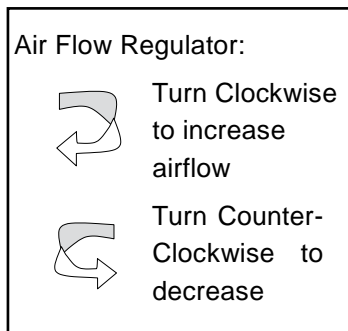 Air Flow Regulator:
Turn Clockwise
to increase
airflow
Turn Counter-
Clockwise to
decrease